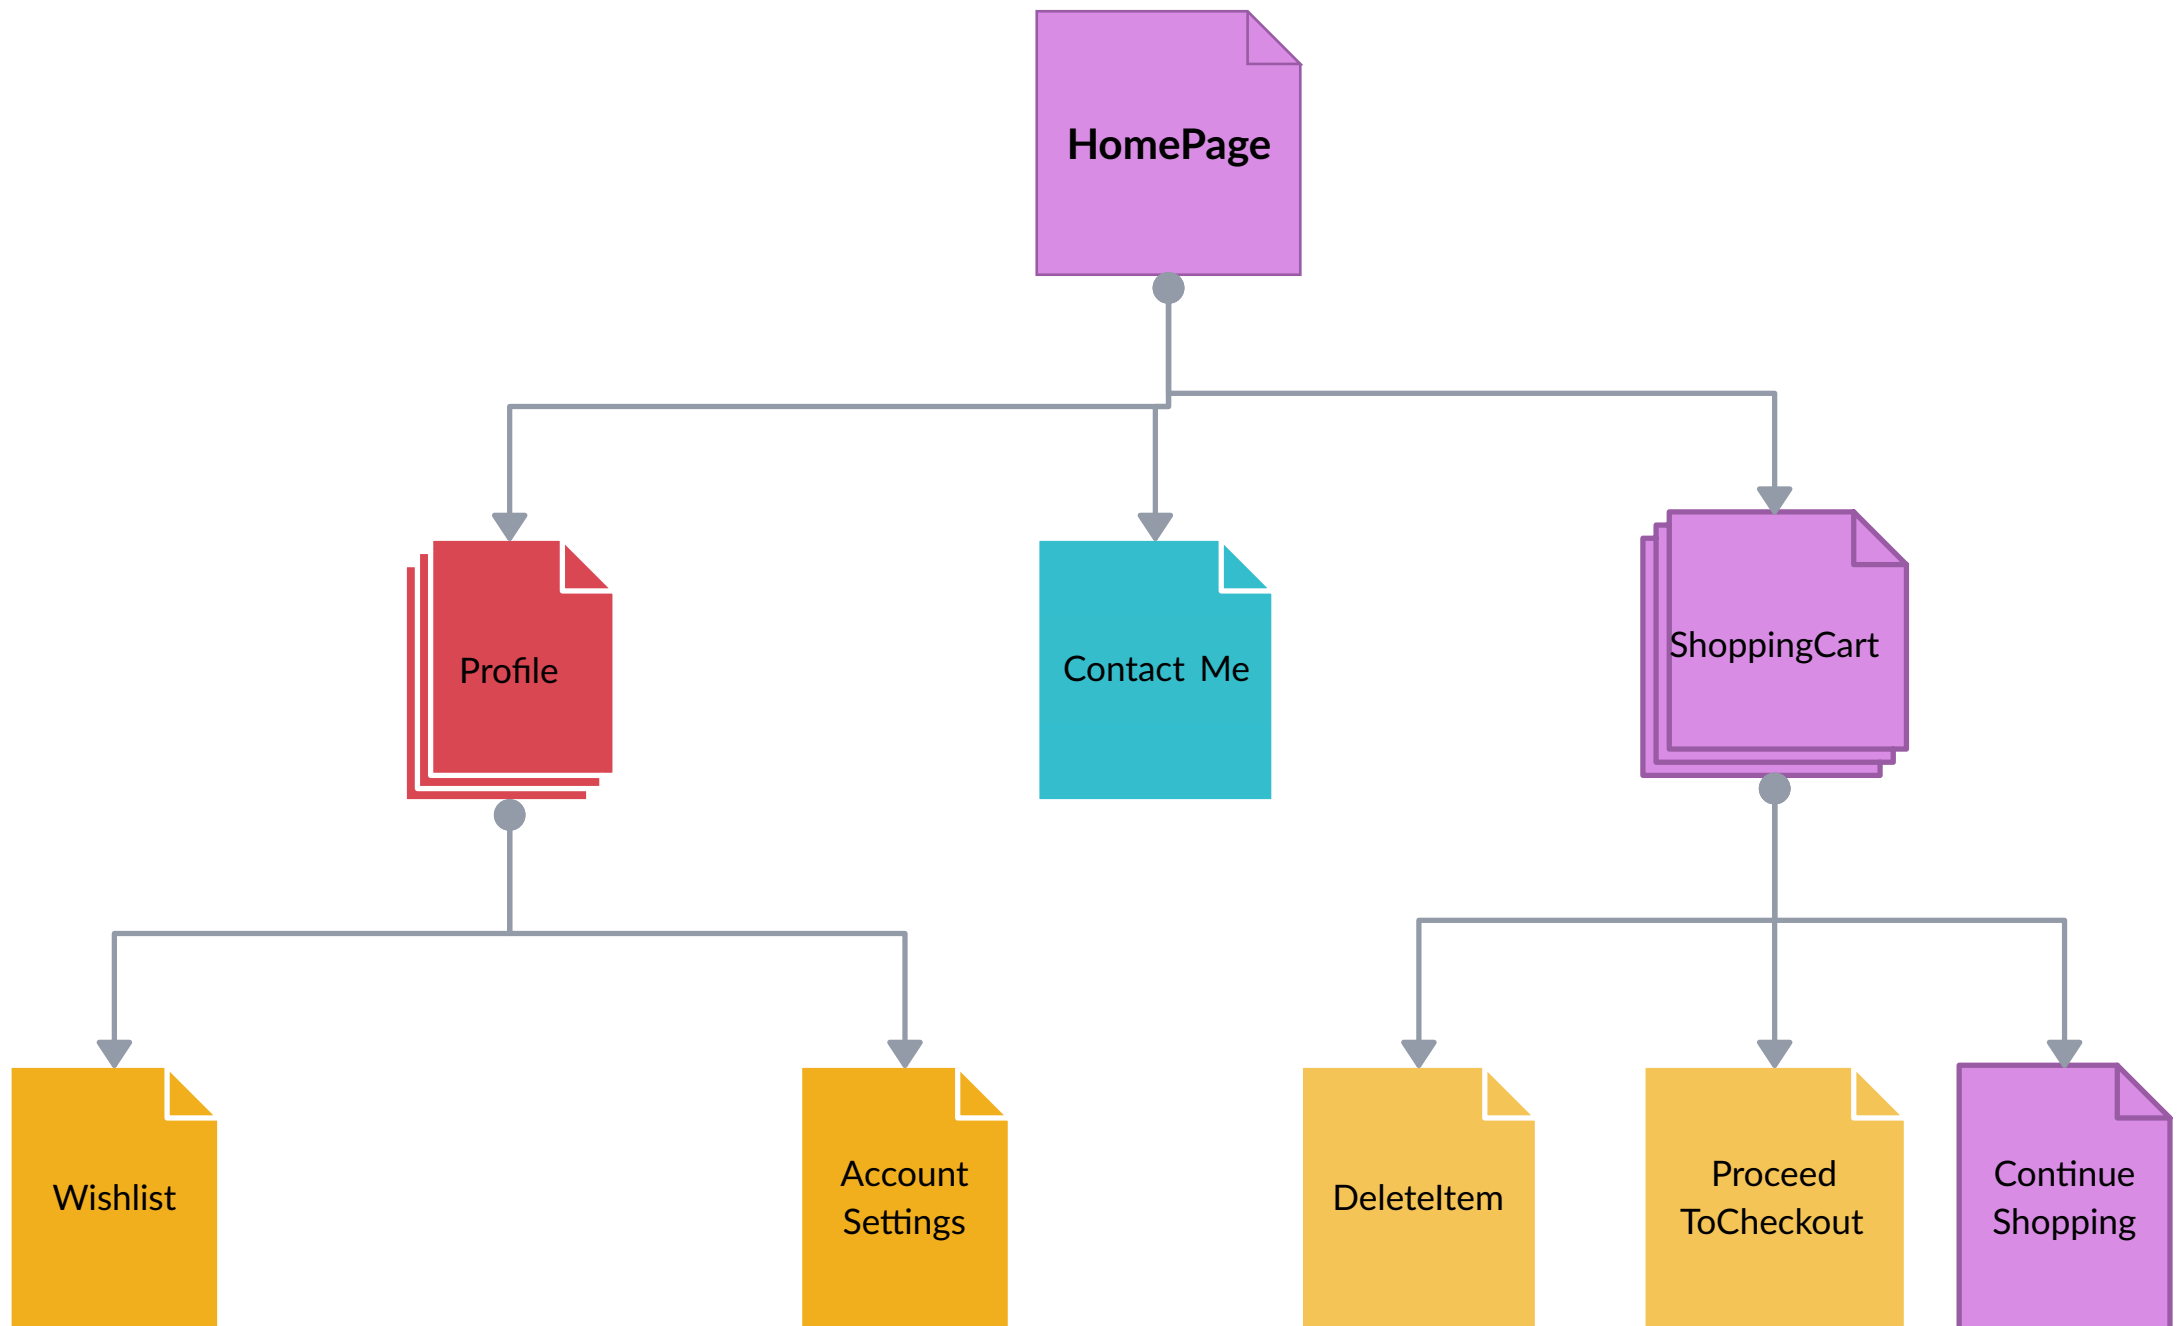 HomePage
Profile
Contact Me
ShoppingCart
Wishlist
Account
Settings
DeleteItem
Proceed
ToCheckout
Continue
Shopping